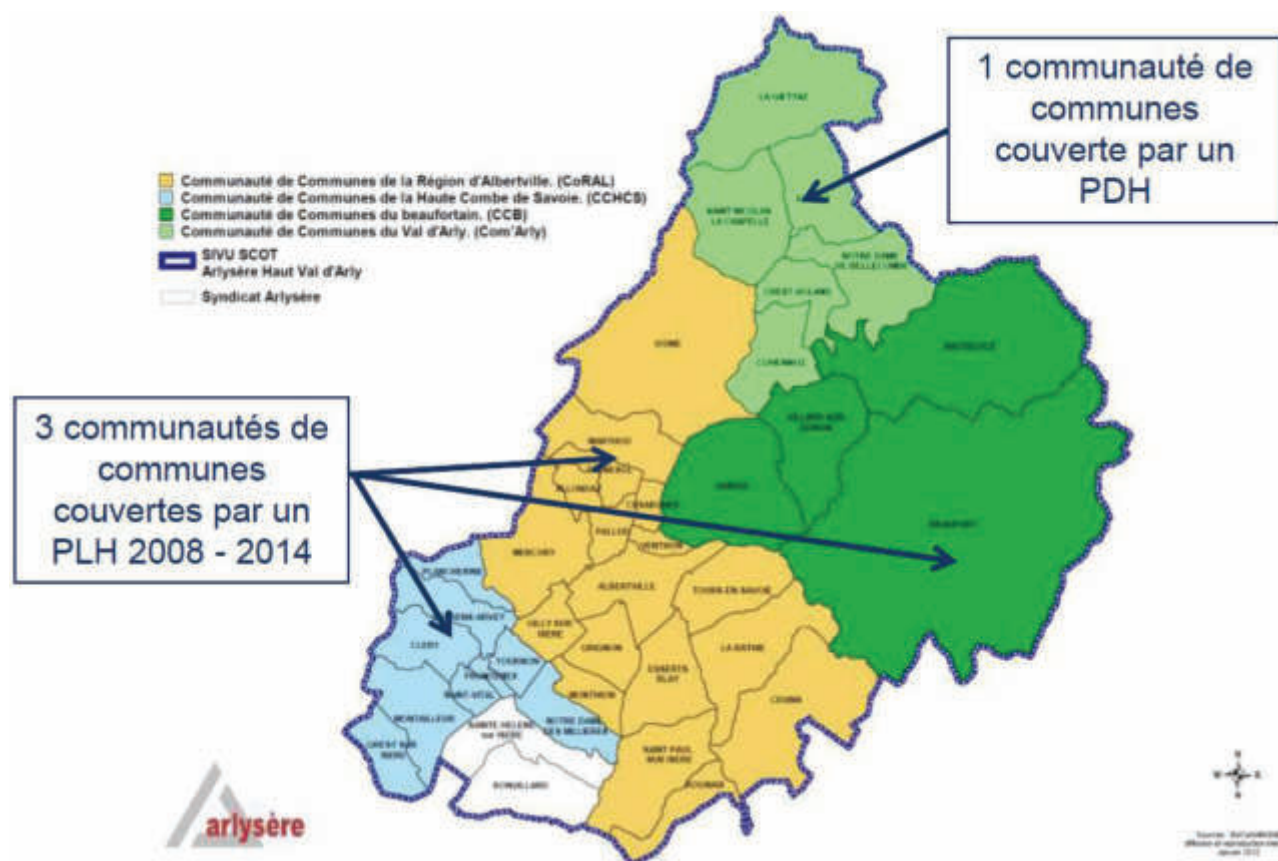 1 communauté de
communes
couverte par un
PDH
Communauté de Communes de la Région d'Albertville. (CoRAL)
Communauté de Communes de la Haute Combe de Savoie. (CCHCS)
Communauté de Communes du beaufortain. (CCB)
Communauté de Communes du Val d'Arly. (Com'Arly)
SIVU SCOT
Arlysère Haut Val d'Arly
Syndicat Arlysère
3 communautés de
communes
couvertes par un
PLH 2008 - 2014
SAINT NICOLAS
LA CHAPELLE
NOTRE DAME
DE BELLECOMBE
CREST-VOLAND
COHENNOZ
UGINE
HAUTELUCE
VILLARD-SUR-
DORON
QUEIGE
BEAUFORT
MARTHOD
ALLONDAZ
PALLUD
VENTHON
MERCURY
PLANCHERINE
ALBERTVILLE
TOURS-EN-SAVOIE
GILLY SUR
ISERE
CLERY
TOURNON
FRONTENEX
SAINT-VITAL
GRIGNON
MONTHION
ESSERTS
BLAY
LA BATHIE
CEVINS
MONTAILLEUR
GRESY SUR
ISERE
SAINTE HELENE
sur ISERE
NOTRE DAME
DES MILLIERES
BONVILLARD
SAINT PAUL
SUR ISERE
ROGNAIX
arlysère
N
W
E
S